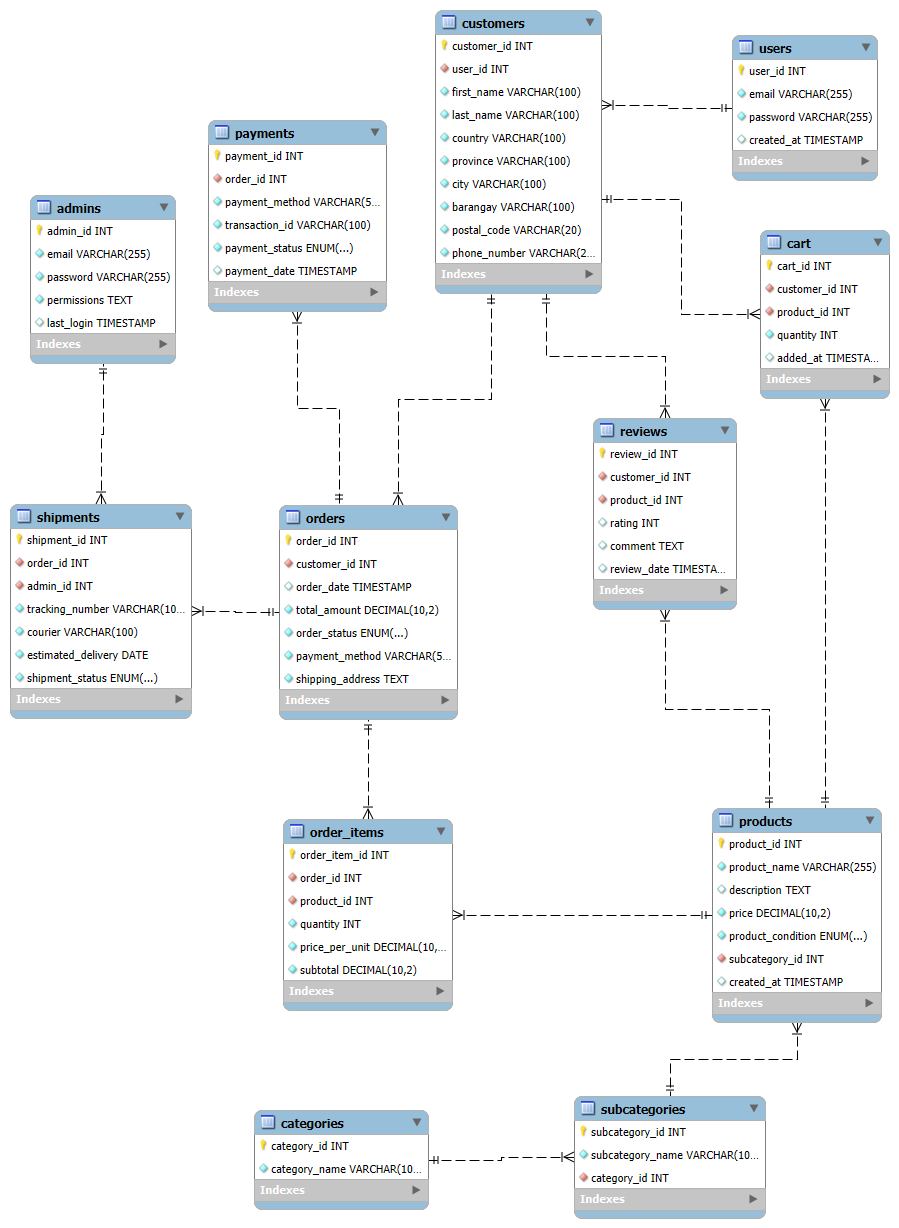 customers
customer_id INT
user_id INT
first_name VARCHAR(100)
last_name VARCHAR(100)
country VARCHAR(100)
province VARCHAR(100)
city VARCHAR(100)
barangay VARCHAR(100)
postal_code VARCHAR(20)
phone_number VARCHAR(2...
Indexes
users
user_id INT
email VARCHAR(255)
password VARCHAR(255)
created_at TIMESTAMP
Indexes
payments
payment_id INT
order_id INT
payment_method VARCHAR(5...
transaction_id VARCHAR(100)
payment_status ENUM(...)
payment_date TIMESTAMP
Indexes
admins
admin_id INT
email VARCHAR(255)
password VARCHAR(255)
permissions TEXT
last_login TIMESTAMP
Indexes
cart
cart_id INT
customer_id INT
product_id INT
quantity INT
added_at TIMESTA...
Indexes
reviews
review_id INT
customer_id INT
product_id INT
rating INT
comment TEXT
review_date TIMESTA...
Indexes
shipments
shipment_id INT
order_id INT
admin_id INT
tracking_number VARCHAR(10...
courier VARCHAR(100)
estimated_delivery DATE
shipment_status ENUM(...)
Indexes
orders
order_id INT
customer_id INT
order_date TIMESTAMP
total_amount DECIMAL(10,2)
order_status ENUM(...)
payment_method VARCHAR(5...
shipping_address TEXT
Indexes
order_items
order_item_id INT
order_id INT
product_id INT
quantity INT
price_per_unit DECIMAL(10,...
subtotal DECIMAL(10,2)
Indexes
products
product_id INT
product_name VARCHAR(255)
description TEXT
price DECIMAL(10,2)
product_condition ENUM(...)
subcategory_id INT
created_at TIMESTAMP
Indexes
categories
category_id INT
category_name VARCHAR(10...
Indexes
subcategories
subcategory_id INT
subcategory_name VARCHAR(10...
category_id INT
Indexes